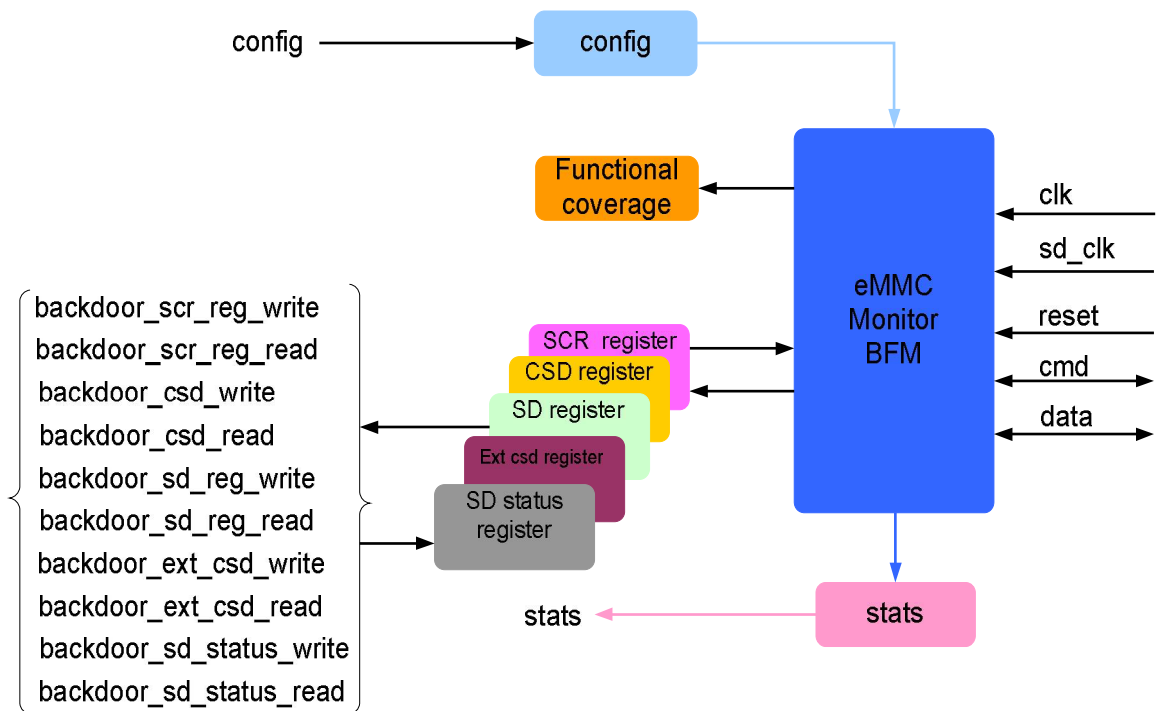 config
config
Functional
coverage
clk
sd_clk
eMMC
Monitor
BFM
reset
cmd
data
backdoor_scr_reg_write
backdoor_scr_reg_read
backdoor_csd_write
backdoor_csd_read
backdoor_sd_reg_write
backdoor_sd_reg_read
backdoor_ext_csd_write
backdoor_ext_csd_read
backdoor_sd_status_write
backdoor_sd_status_read
SCR register
CSD register
SD register
Ext csd register
SD status
register
stats
stats